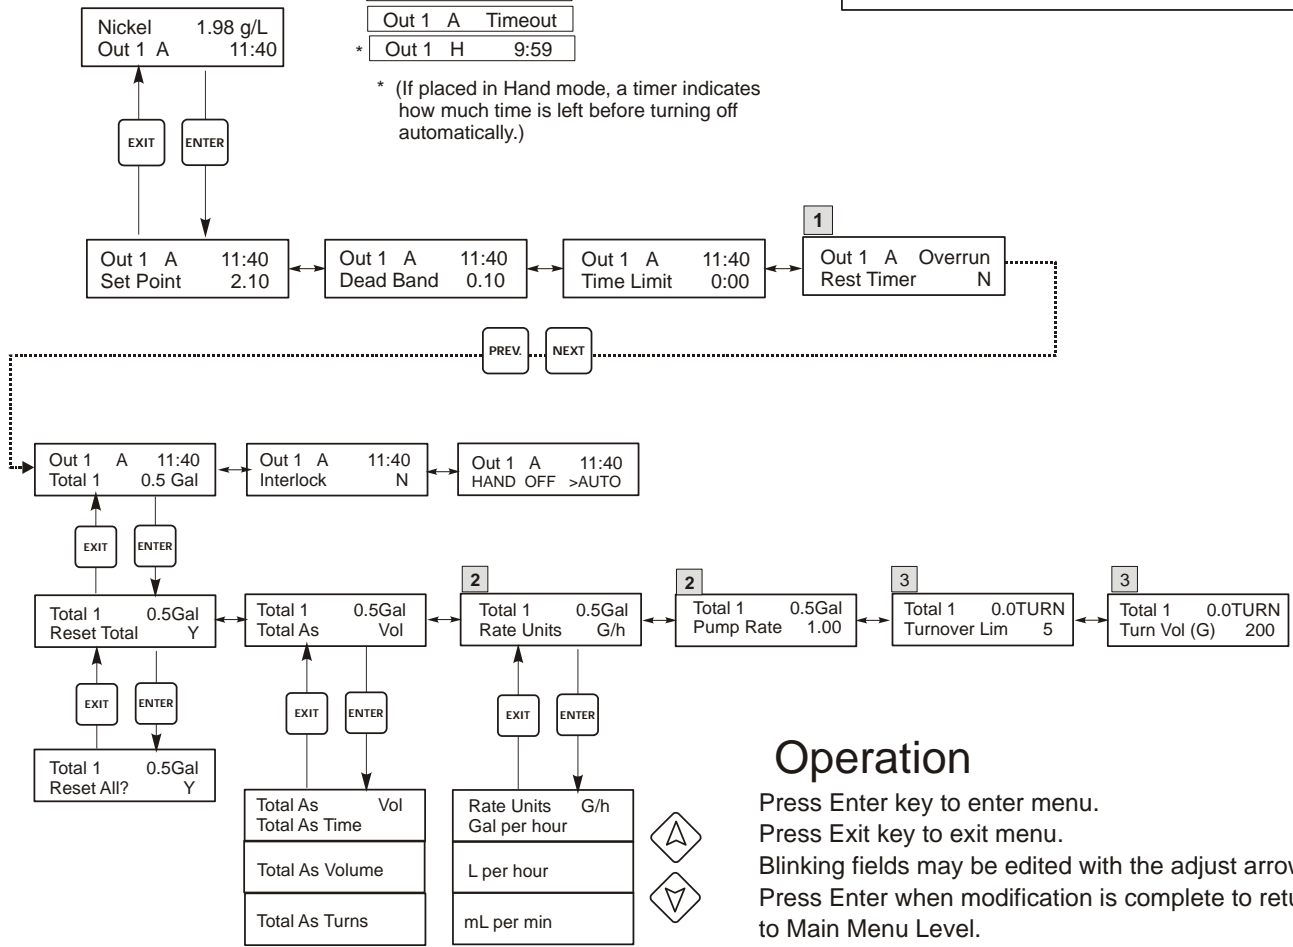 Nickel 1.98 g/L
Out 1 A 11:40
Out 1 A Timeout
* Out 1 H 9:59
* (If placed in Hand mode, a timer indicates
how much time is left before turning off
automatically.)
EXIT
ENTER
1
Out 1 A 11:40
Set Point 2.10
Out 1 A 11:40
Dead Band 0.10
Out 1 A 11:40
Time Limit 0:00
Out 1 A Overrun
Rest Timer N
PREV.
NEXT
Out 1 A 11:40
Total 1 0.5 Gal
Out 1 A 11:40
Interlock N
Out 1 A 11:40
HAND OFF >AUTO
EXIT
ENTER
Total 1 0.5Gal
Reset Total Y
Total 1 0.5Gal
Total As Vol
2
Total 1 0.5Gal
Rate Units G/h
2
Total 1 0.5Gal
Pump Rate 1.00
3
Total 1 0.0TURN
Turnover Lim 5
3
Total 1 0.0TURN
Turn Vol (G) 200
EXIT
ENTER
EXIT
ENTER
EXIT
ENTER
Total 1 0.5Gal
Reset All? Y
Total As Vol
Total As Time
Total As Volume
Total As Turns
Rate Units G/h
Gal per hour
L per hour
mL per min
Operation
Press Enter key to enter menu.
Press Exit key to exit menu.
Blinking fields may be edited with the adjust
Press Enter when modification is complete to
to Main Menu Level.